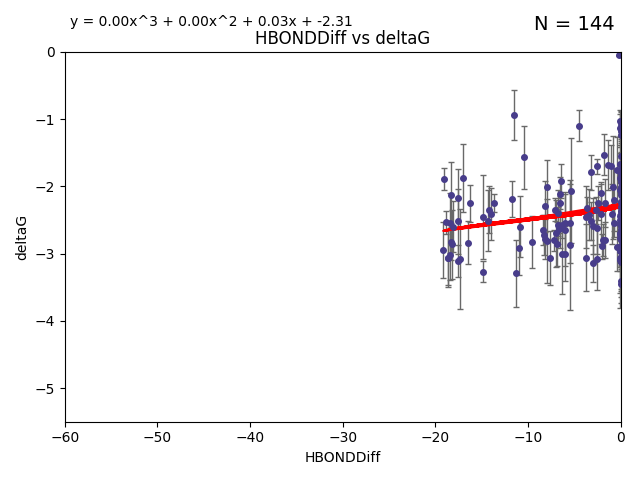 y = 0.00x^3 + 0.00x^2 + 0.03x + -2.31
N = 144
HBONDDiff vs deltaG
0
−1
−2
−3
−4
−5
deltaG
−60 −50 −40 −30 −20 −10 0
HBONDDiff